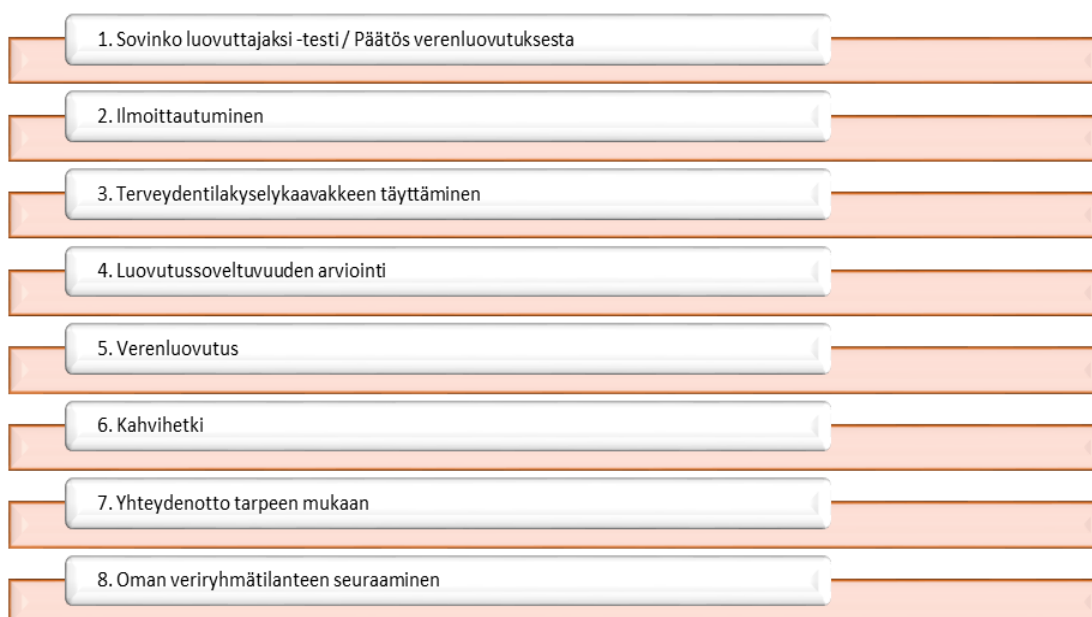 1. Sovinko luovuttajaksi -testi / Päätös verenluovutuksesta
2. Ilmoittautuminen
3. Terveydentilakyselykaavakkeen täyttäminen
4. Luovutussoveltuvuuden arviointi
5. Verenluovutus
6. Kahvihetki
7. Yhteydenotto tarpeen mukaan
8. Oman veriryhmätilanteen seuraaminen